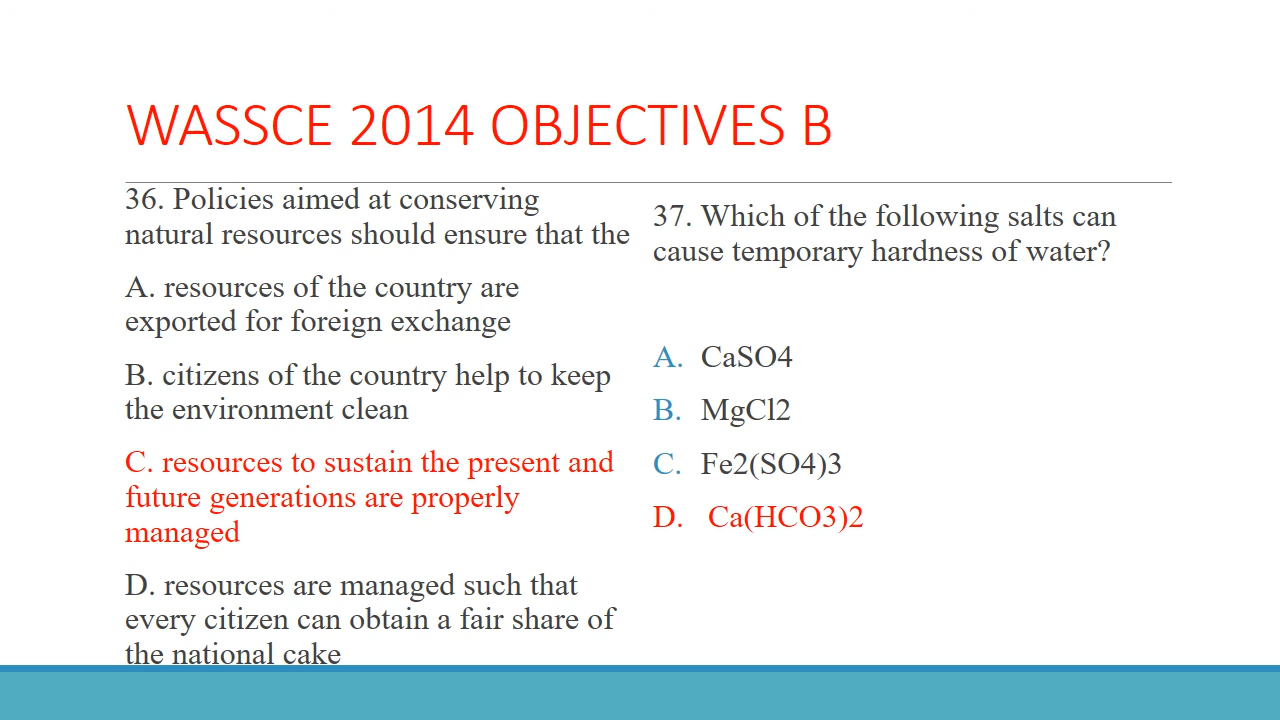 WASSCE 2014 OBJECTIVES B
36. Policies aimed at conserving
natural resources should ensure that the
A. resources of the country are
exported for foreign exchange
B. citizens of the country help to keep
the environment clean
C. resources to sustain the present and
future generations are properly
managed
D. resources are managed such that
every citizen can obtain a fair share of
the national cake
37. Which of the following salts can
cause temporary hardness of water?
A. CaSO4
B. MgCl2
C. Fe2(SO4)3
D. Ca(HCO3)2